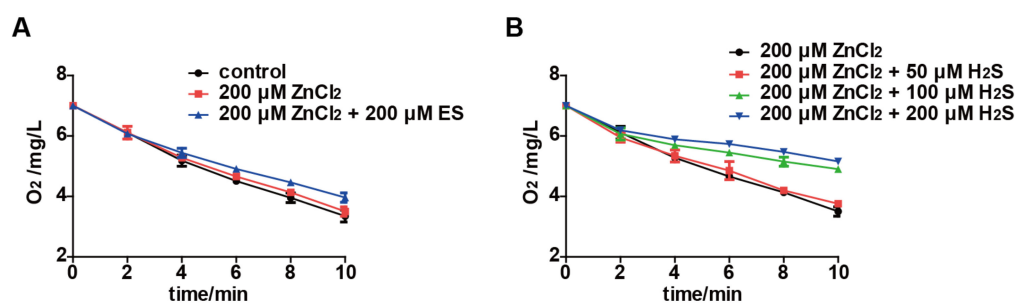 A
control
200 µM ZnCl2
200 µM ZnCl2 + 200 µM ES
O2 /mg/L
8
6
4
2
0 2 4 6 8 10
time/min
B
200 µM ZnCl2
200 µM ZnCl2 + 50 µM H2S
200 µM ZnCl2 + 100 µM H2S
200 µM ZnCl2 + 200 µM H2S
O2 /mg/L
8
6
4
2
0 2 4 6 8 10
time/min